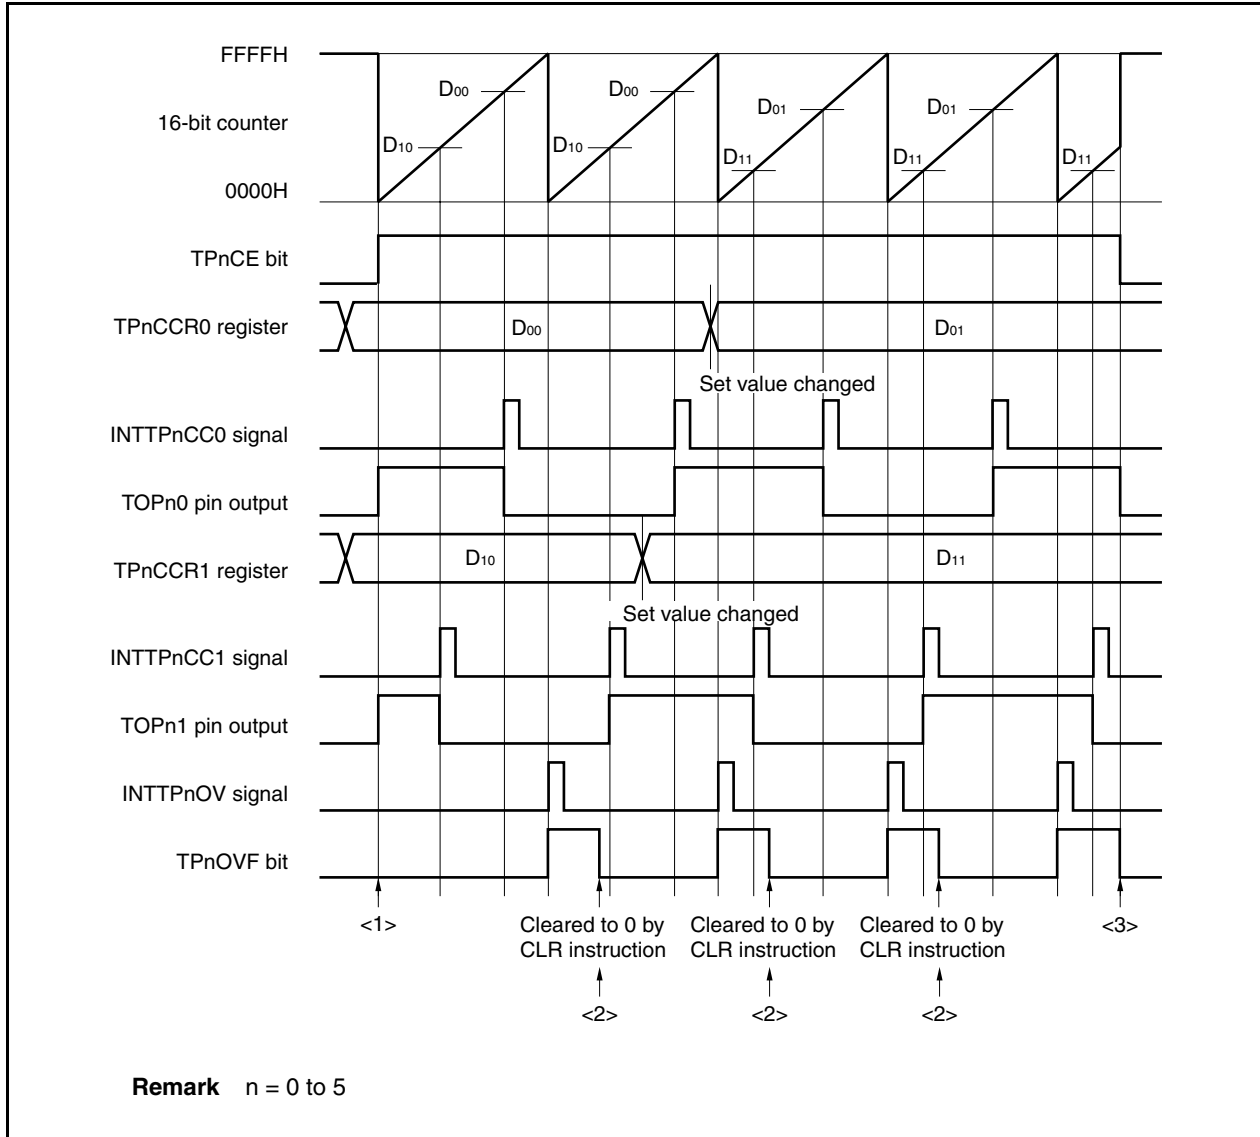 FFFFH
D00
D00
16-bit counter
D01
D01
D10
D10
D11
D11
D11
0000H
TPnCE bit
TPnCCR0 register
D00
D01
Set value changed
INTTPnCC0 signal
TOPn0 pin output
TPnCCR1 register
D10
D11
Set value changed
INTTPnCC1 signal
TOPn1 pin output
INTTPnOV signal
TPnOVF bit
<1>
Cleared to 0 by
CLR instruction
Cleared to 0 by
CLR instruction
Cleared to 0 by
CLR instruction
<3>
<2>
<2>
<2>
Remark n = 0 to 5